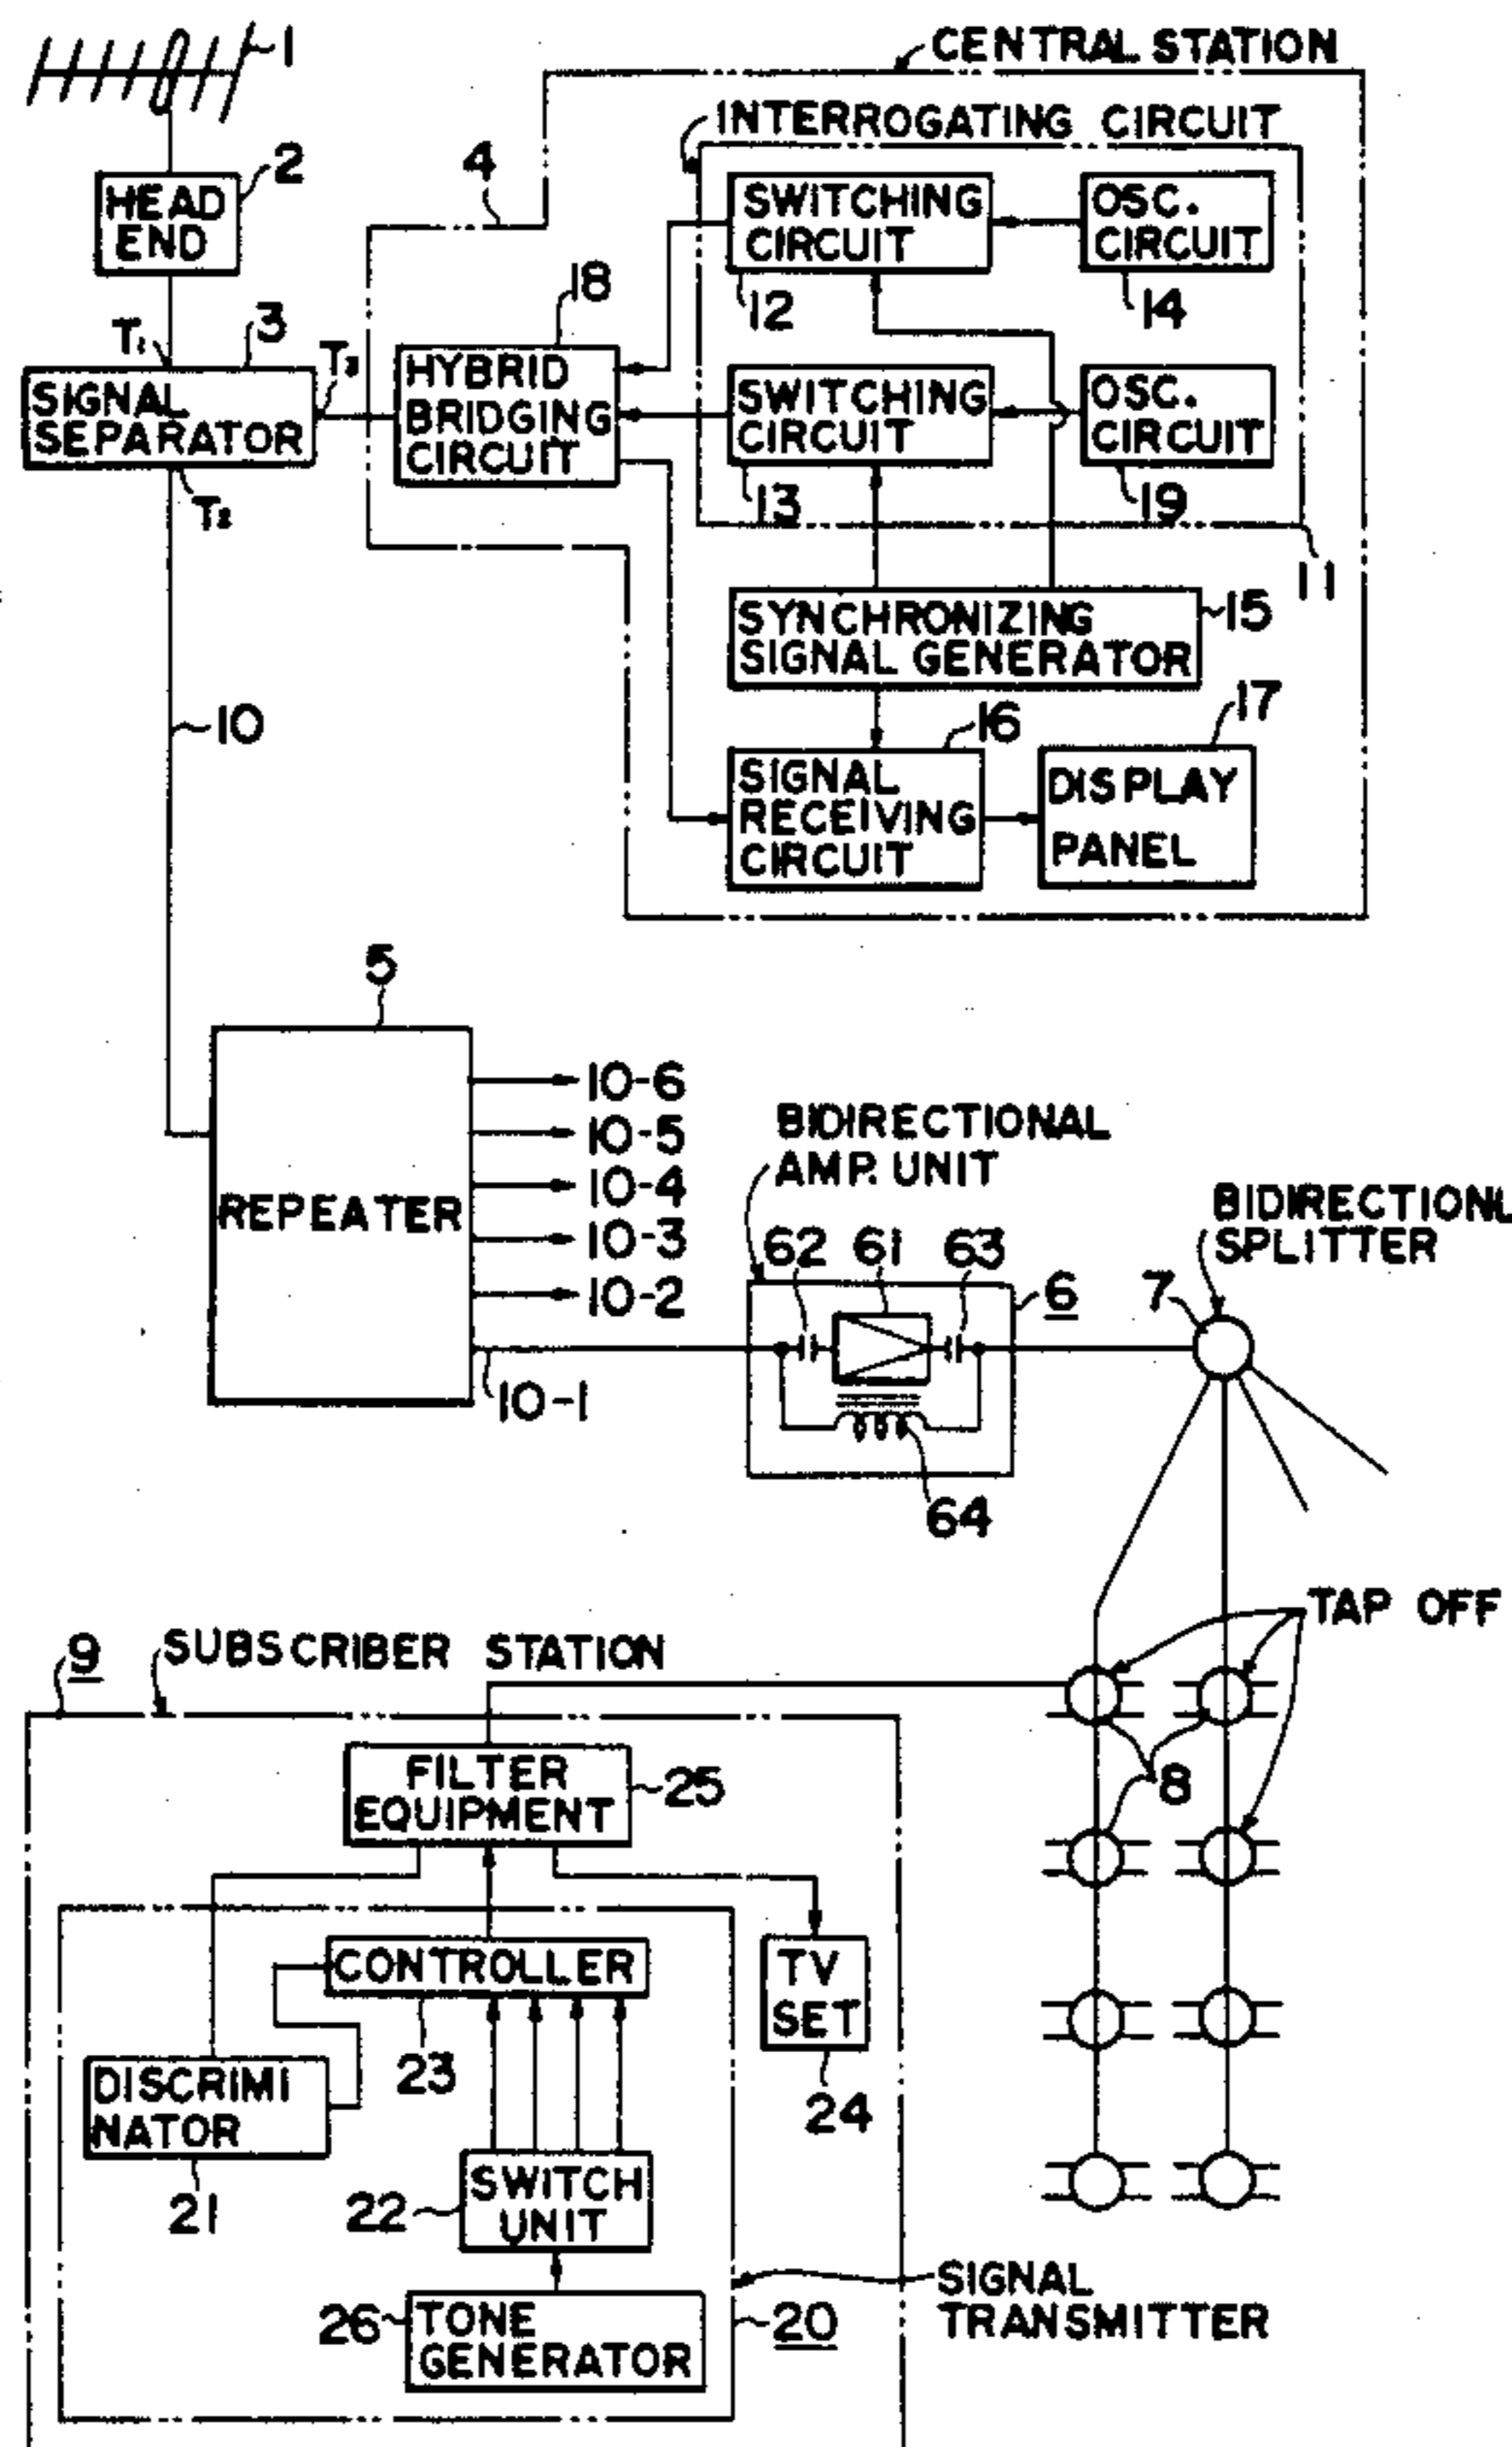 1
CENTRAL STATION
INTERROGATING CIRCUIT
2
4
HEAD
END
SWITCHING
CIRCUIT
OSC.
CIRCUIT
18
12
14
T1
3
T3
SIGNAL
SEPARATOR
HYBRID
BRIDGING
CIRCUIT
SWITCHING
CIRCUIT
OSC.
CIRCUIT
T2
13
19
11
SYNCHRONIZING
SIGNAL GENERATOR
15
10
16
17
SIGNAL
RECEIVING
CIRCUIT
DISPLAY
PANEL
5
10-6
10-5
10-4
10-3
10-2
REPEATER
BIDIRECTIONAL
AMP. UNIT
BIDIRECTIONL
SPLITTER
62
61
63
6
7
10-1
64
TAP OFF
9
SUBSCRIBER STATION
FILTER
EQUIPMENT
25
8
CONTROLLER
TV
SET
23
24
DISCRIMI
NATOR
21
22
SWITCH
UNIT
26
TONE
GENERATOR
20
SIGNAL
TRANSMITTER